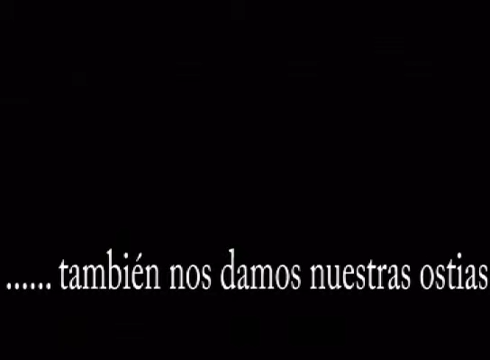 ...... también nos damos nuestras ostias